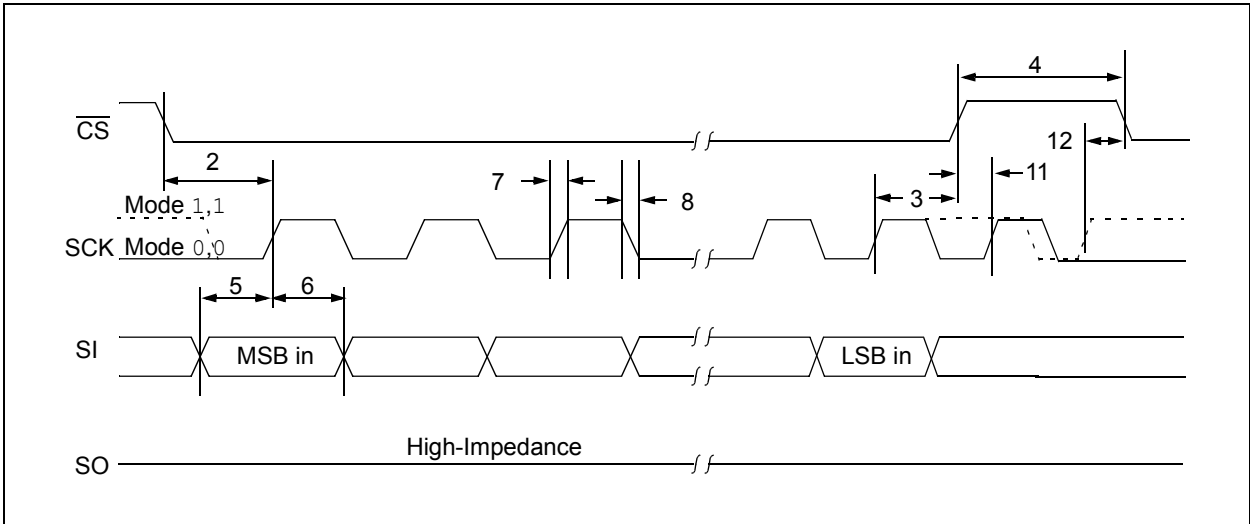 4
CS
12
2
11
7
8
3
Mode 1,1
SCK Mode 0,0
5
6
SI
MSB in
LSB in
High-Impedance
SO